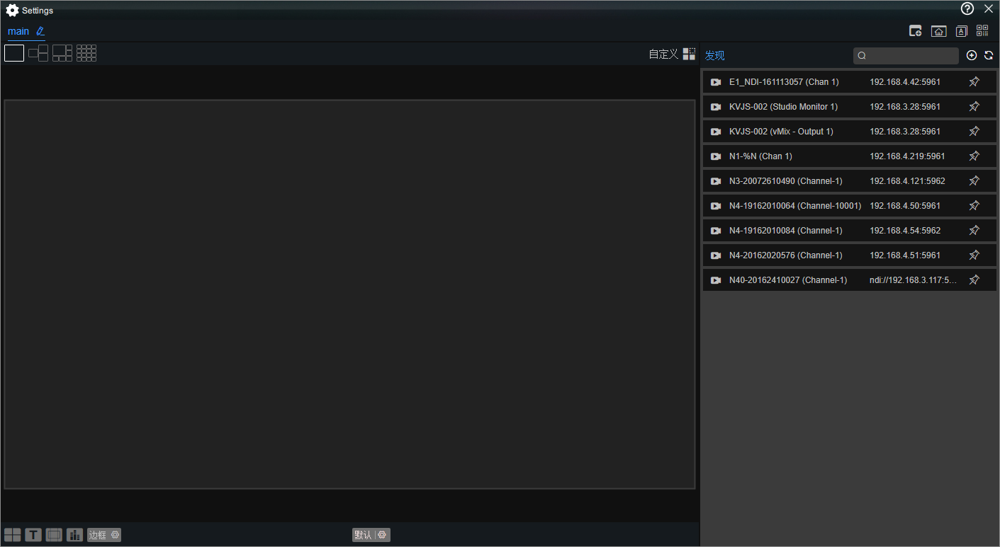 Settings
main
自定义
发现
E1_NDI-161113057 (Chan 1) 192.168.4.42:5961
KVJS-002 (Studio Monitor 1) 192.168.3.28:5961
KVJS-002 (vMix - Output 1) 192.168.3.28:5961
N1-%N (Chan 1) 192.168.4.219:5961
N3-20072610490 (Channel-1) 192.168.4.121:5962
N4-19162010064 (Channel-10001) 192.168.4.50:5961
N4-19162010084 (Channel-1) 192.168.4.54:5962
N4-20162020576 (Channel-1) 192.168.4.51:5961
N40-20162410027 (Channel-1) ndi://192.168.3.117:5...
T 边框 默认